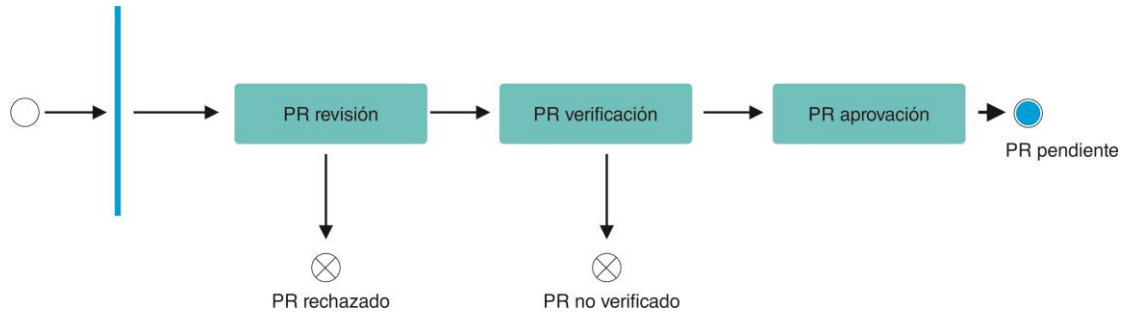 PR revisión
PR verificación
PR aprovación
PR pendiente
PR rechazado
PR no verificado